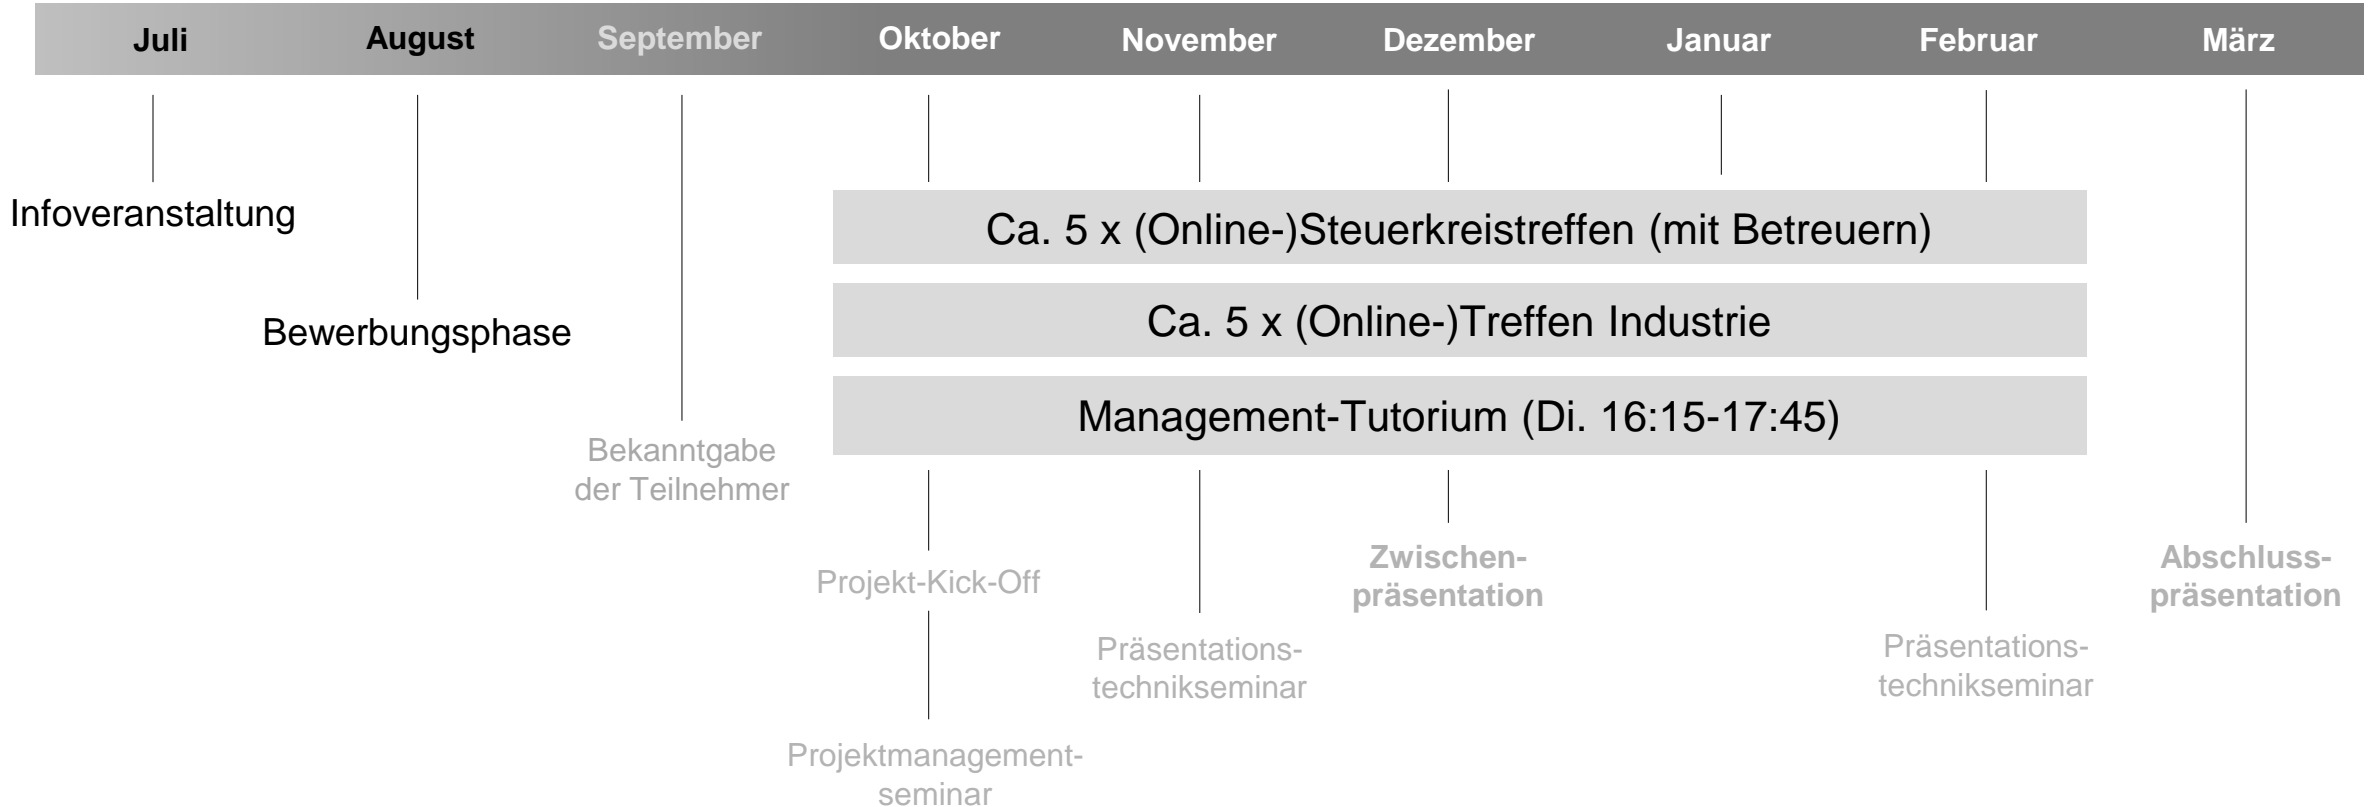 Juli August September Oktober November Dezember Januar Februar März
Infoveranstaltung
Bewerbungsphase
Bekanntgabe
der Teilnehmer
Ca. 5 x (Online-)Steuerkreistreffen (mit Betreuern)
Ca. 5 x (Online-)Treffen Industrie
Management-Tutorium (Di. 16:15-17:45)
Projekt-Kick-Off
Projektmanagement-
seminar
Präsentations-
technikseminar
Zwischen-
präsentation
Präsentations-
technikseminar
Abschluss-
präsentation